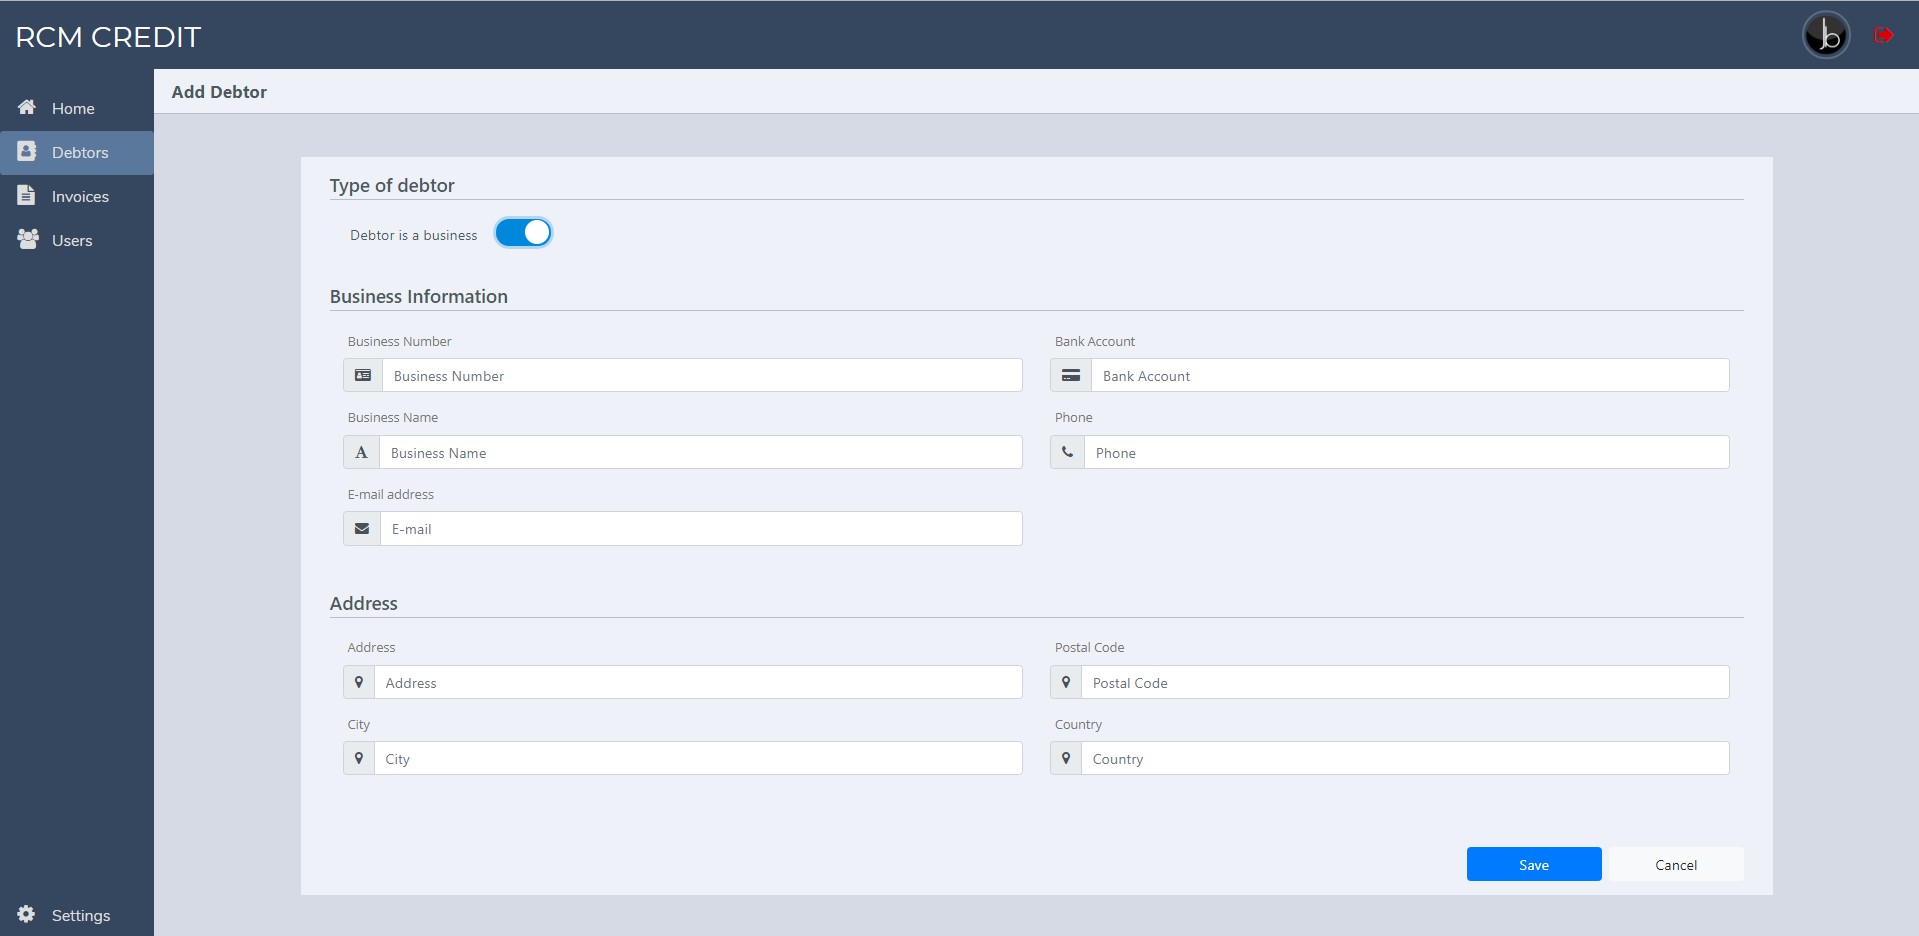 RCM CREDIT
jb
Home
Debtors
Invoices
Users
Settings
Add Debtor
Type of debtor
Debtor is a business
Business Information
Business Number
Business Number
Bank Account
Bank Account
Business Name
Business Name
Phone
Phone
E-mail address
E-mail
Address
Address
Address
Postal Code
Postal Code
City
City
Country
Country
Save
Cancel